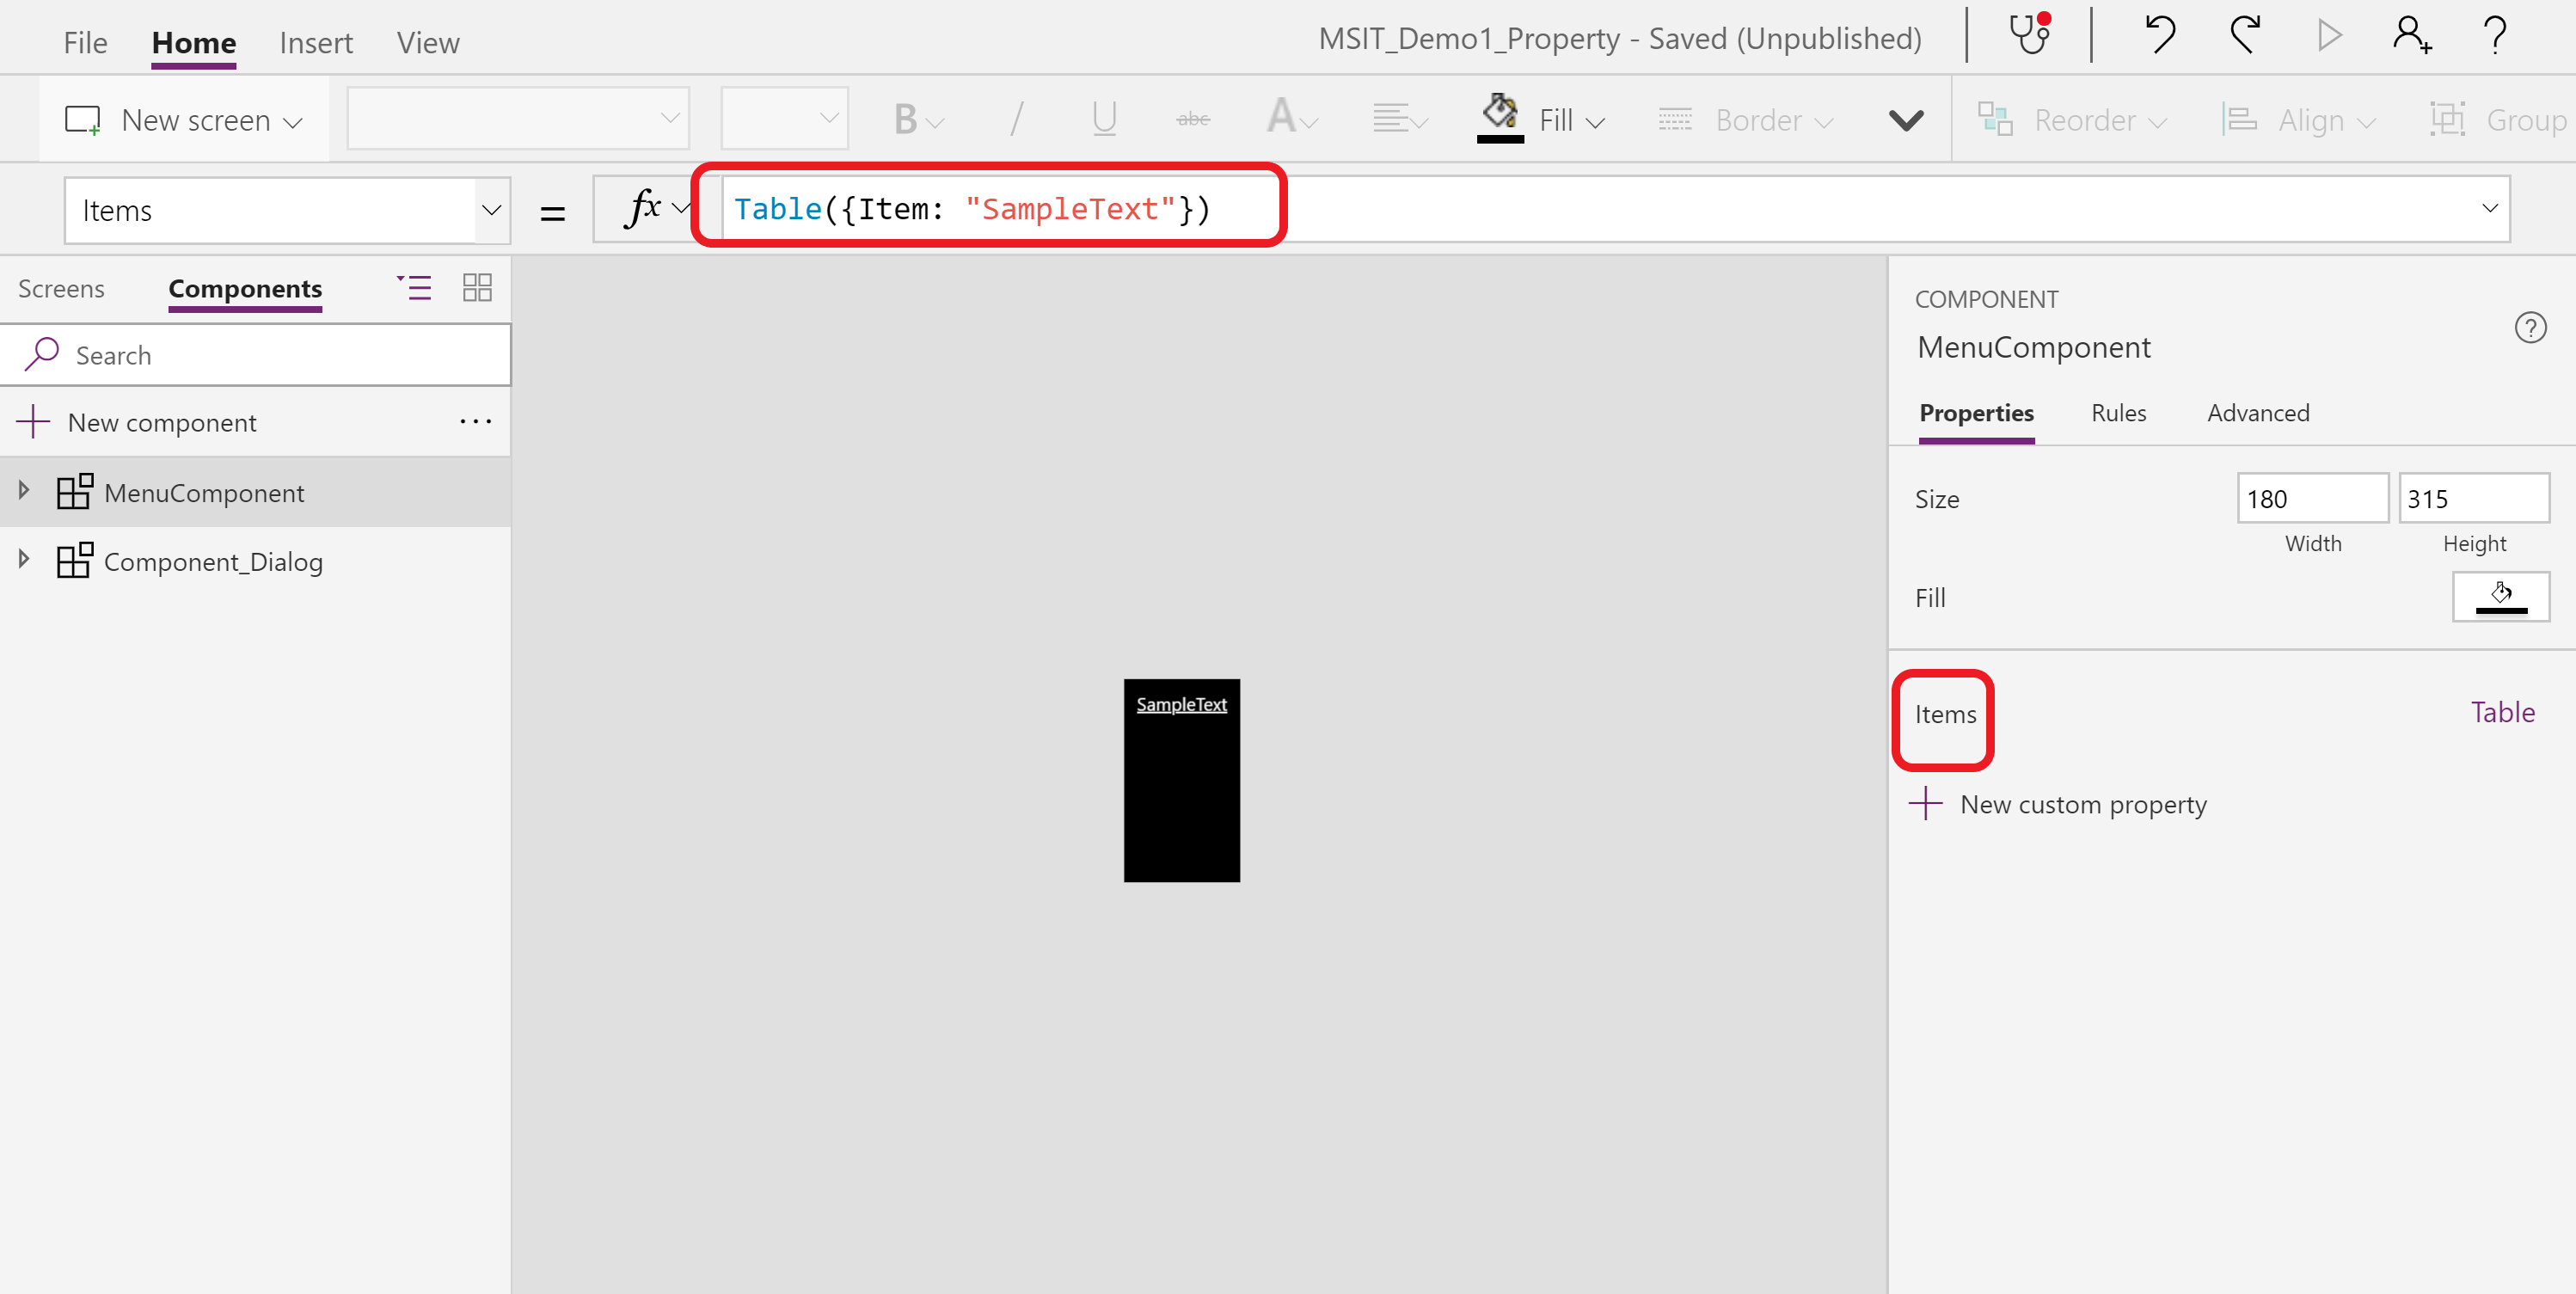 File Home Insert View MSIT_Demo1_Property - Saved (Unpublished) ?
New screen B / U abc A Fill Border Reorder Align Group
Items = fx Table({Item: "SampleText"})
Screens Components
Search
New component ...
MenuComponent
Component_Dialog
SampleText
COMPONENT
MenuComponent ?
Properties Rules Advanced
Size 180 315
Width Height
Fill
Items Table
New custom property